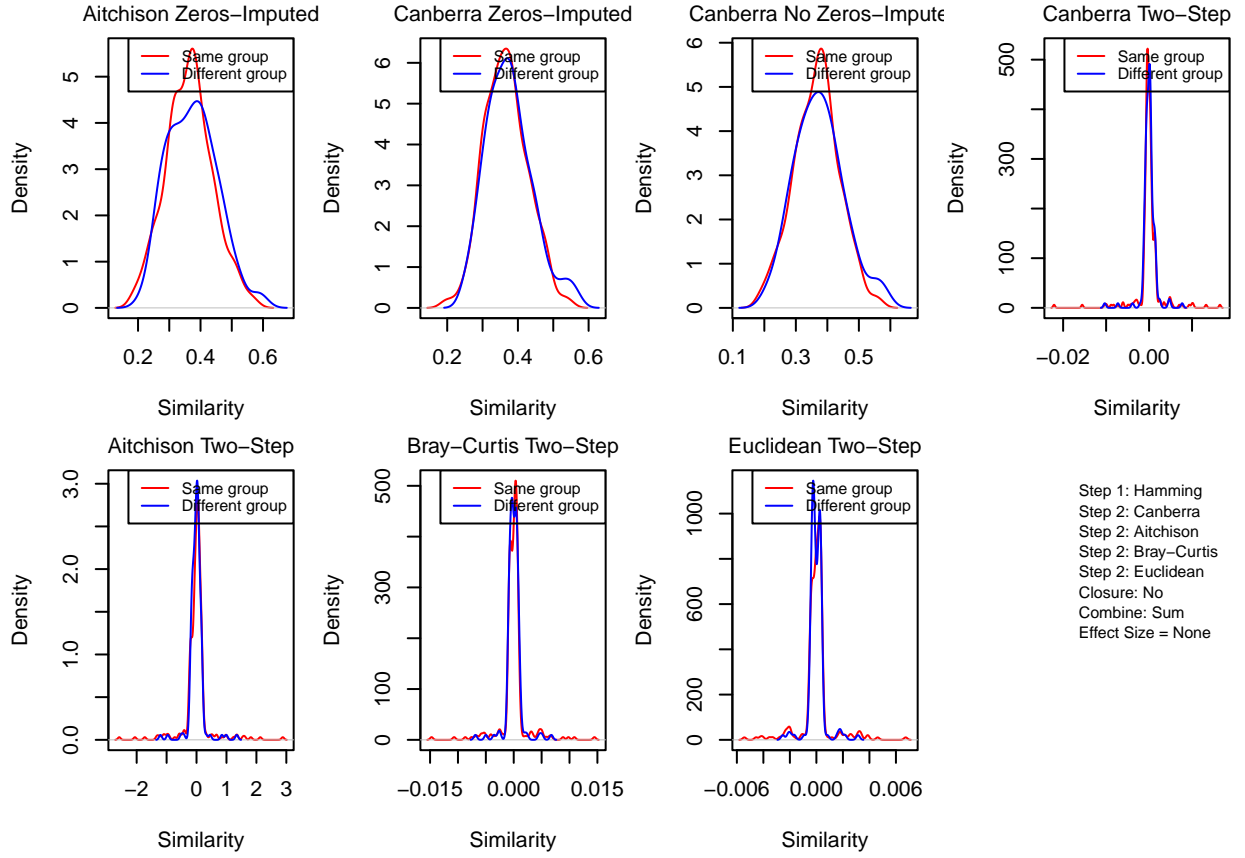 Aitchison Zeros−Imputed
Same group
Different group
Density
0 1 2 3 4 5
0.2 0.4 0.6
Similarity
Canberra Zeros−Imputed
Same group
Different group
Density
0 1 2 3 4 5 6
0.2 0.4 0.6
Similarity
Canberra No Zeros−Impute
Same group
Different group
Density
0 1 2 3 4 5 6
0.1 0.3 0.5
Similarity
Canberra Two−Step
Same group
Different group
Density
0 100 300 500
−0.02 0.00
Similarity
Aitchison Two−Step
Same group
Different group
Density
0.0 1.0 2.0 3.0
−2 0 1 2 3
Similarity
Bray−Curtis Two−Step
Same group
Different group
Density
0 100 300 500
−0.015 0.000 0.015
Similarity
Euclidean Two−Step
Same group
Different group
Density
0 200 600 1000
−0.006 0.000 0.006
Similarity
Step 1: Hamming
Step 2: Canberra
Step 2: Aitchison
Step 2: Bray−Curtis
Step 2: Euclidean
Closure: No
Combine: Sum
Effect Size = None